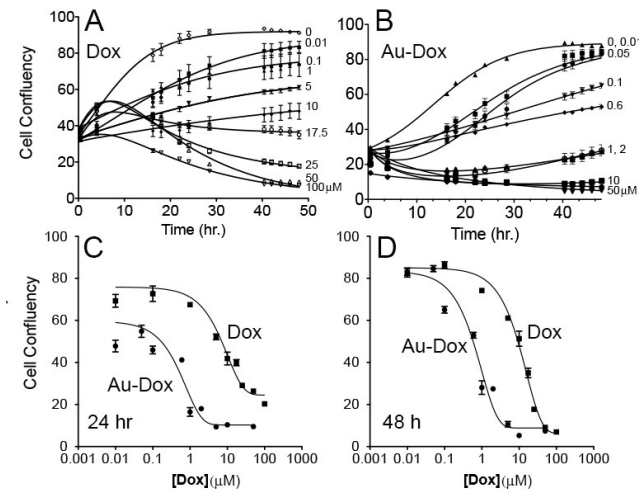 A
Dox
Cell Confluency
100
80
60
40
20
0
0 10 20 30 40 50
Time (hr.)
0
0.01
0.1
1
5
10
17.5
25
50
100μM
B
Au-Dox
Cell Confluency
100
80
60
40
20
0
0 10 20 30 40
Time (hr.)
0, 0.01
0.05
0.1
0.6
1, 2
10
50μM
C
Cell Confluency
100
80
60
40
20
0
Dox
Au-Dox
24 hr
0.001 0.01 0.1 1 10 100 1000
[Dox](μM)
D
100
80
60
40
20
0
Dox
Au-Dox
48 h
0.001 0.01 0.1 1 10 100 1000
[Dox](μM)